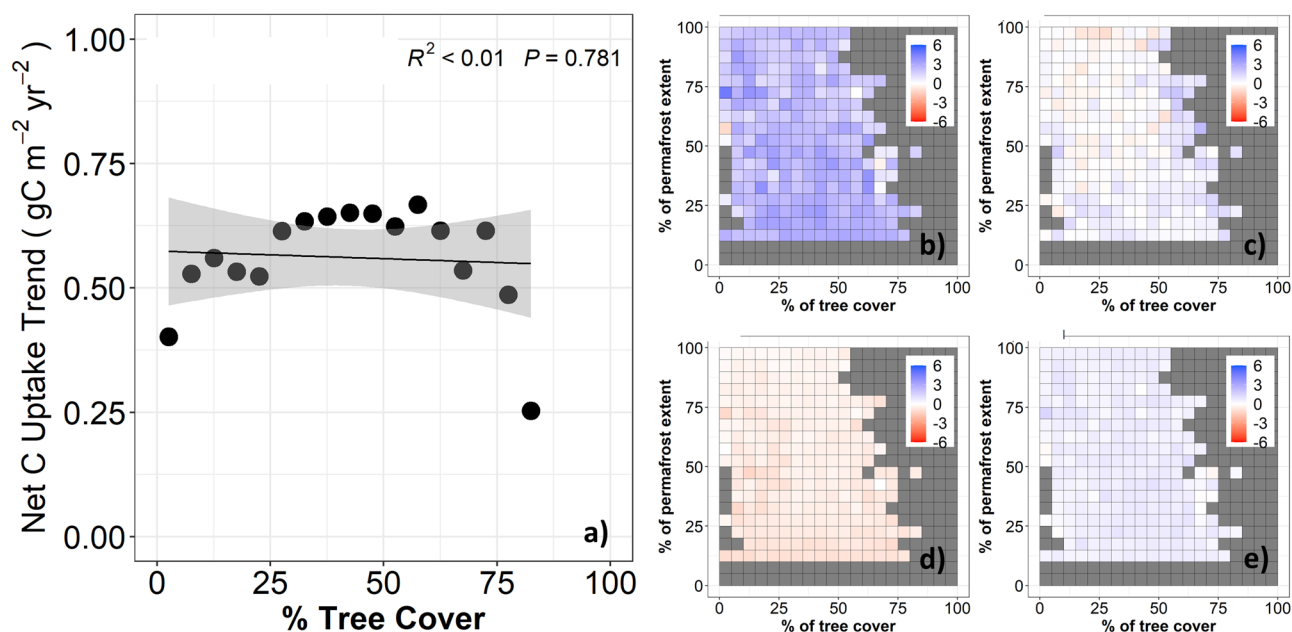 Net C Uptake Trend ( gC m⁻² yr⁻² )
1.00
0.75
0.50
0.25
0.00
R² < 0.01 P = 0.781
a)
0 25 50 75 100
% Tree Cover
% of permafrost extent
100
75
50
25
0
6
3
0
-3
-6
b)
0 25 50 75 100
% of tree cover
% of permafrost extent
100
75
50
25
0
6
3
0
-3
-6
c)
0 25 50 75 100
% of tree cover
% of permafrost extent
100
75
50
25
0
6
3
0
-3
-6
d)
0 25 50 75 100
% of tree cover
% of permafrost extent
100
75
50
25
0
6
3
0
-3
-6
e)
0 25 50 75 100
% of tree cover